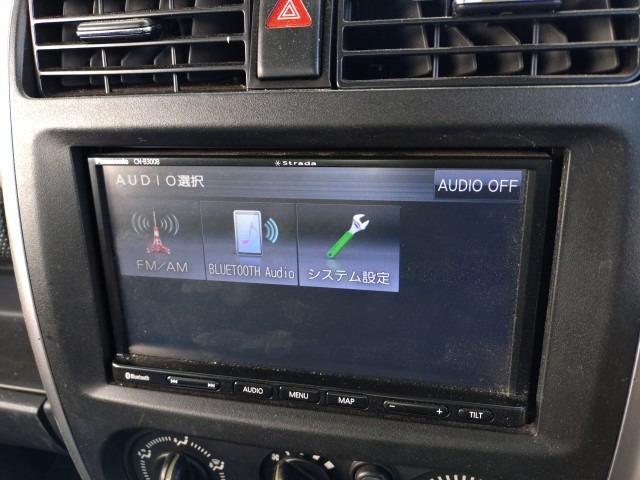 Panasonic CN-B300B Strada
AUDIO選択 AUDIO OFF
FM/AM BLUETOOTH Audio システム設定
Bluetooth AUDIO MENU MAP − + TILT